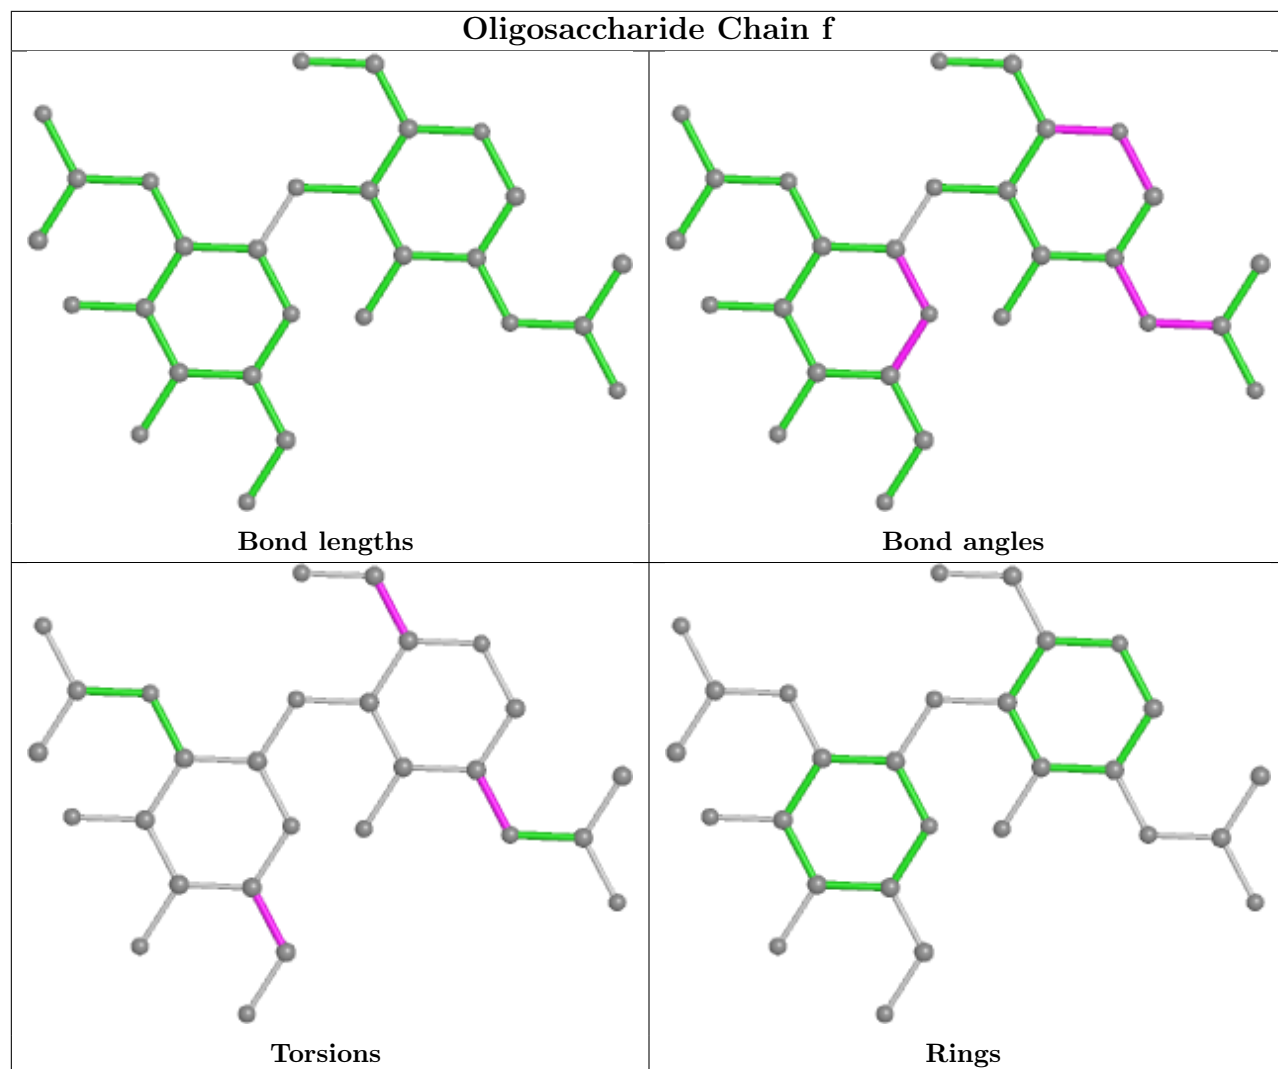 Oligosaccharide Chain f
Bond lengths
Bond angles
Torsions
Rings